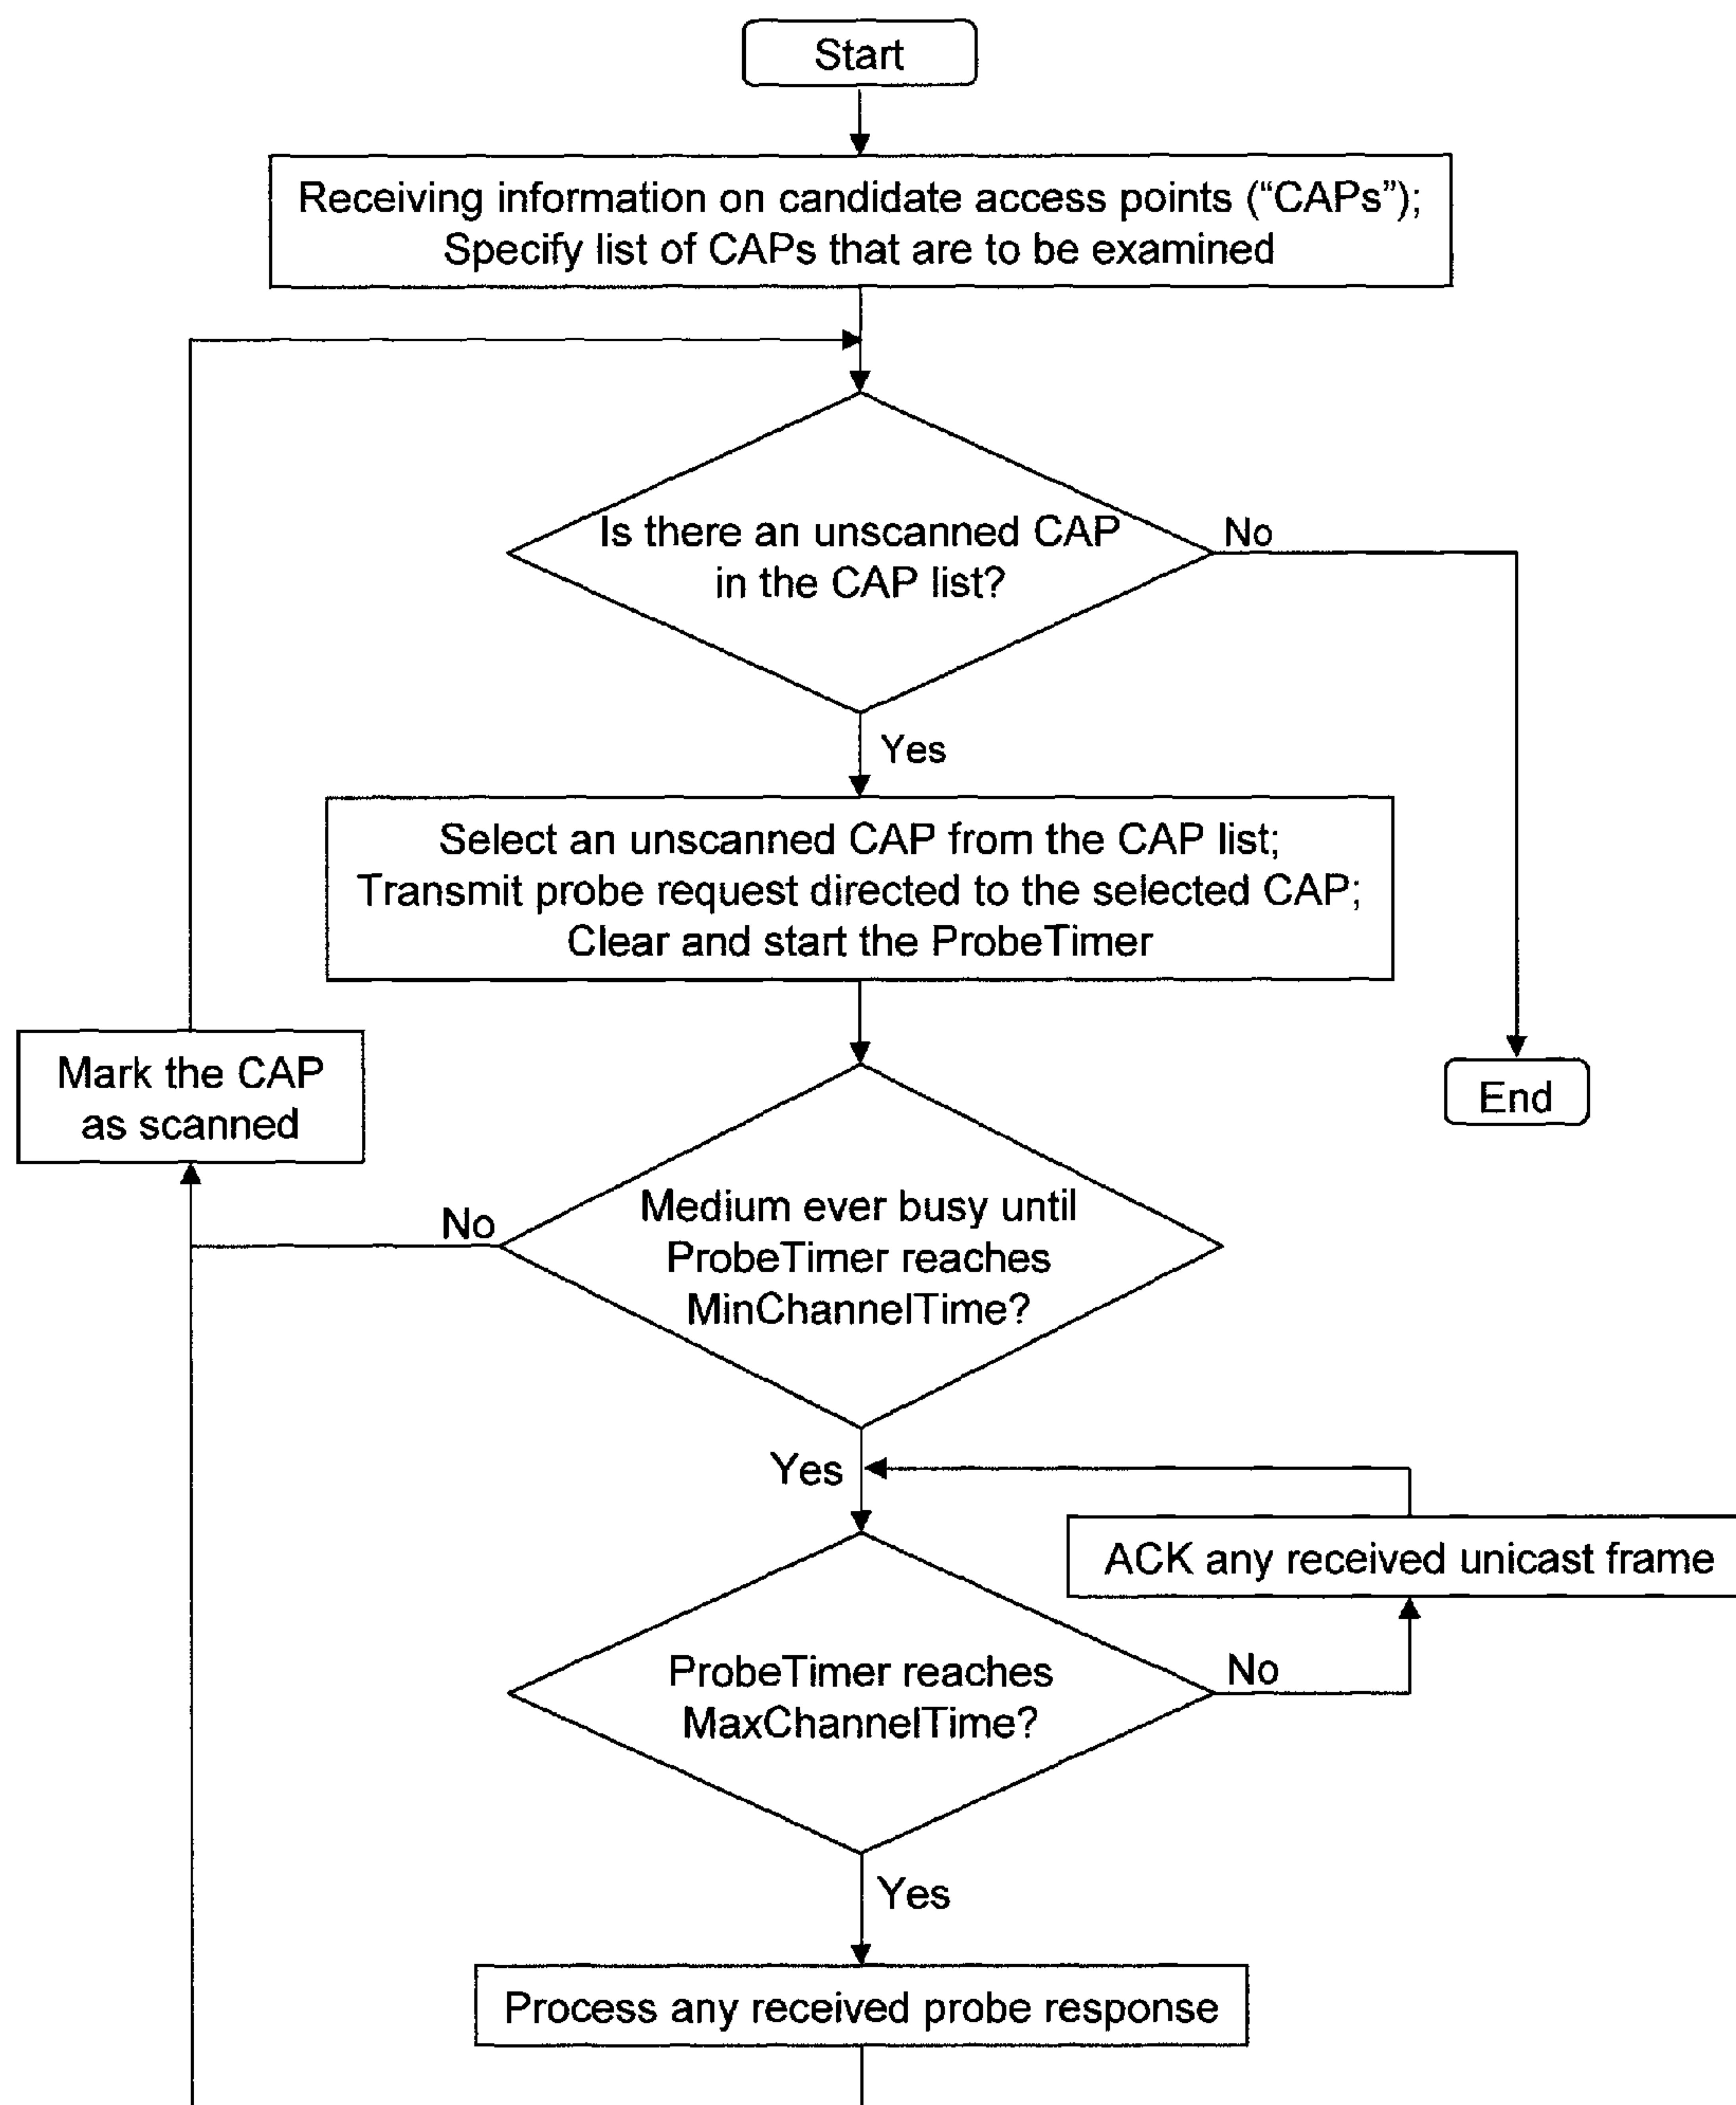 Start
Receiving information on candidate access points (“CAPs”);
Specify list of CAPs that are to be examined
Is there an unscanned CAP
in the CAP list?
No
Yes
Select an unscanned CAP from the CAP list;
Transmit probe request directed to the selected CAP;
Clear and start the ProbeTimer
Mark the CAP
as scanned
End
Medium ever busy until
ProbeTimer reaches
MinChannelTime?
No
Yes
ACK any received unicast frame
ProbeTimer reaches
MaxChannelTime?
No
Yes
Process any received probe response